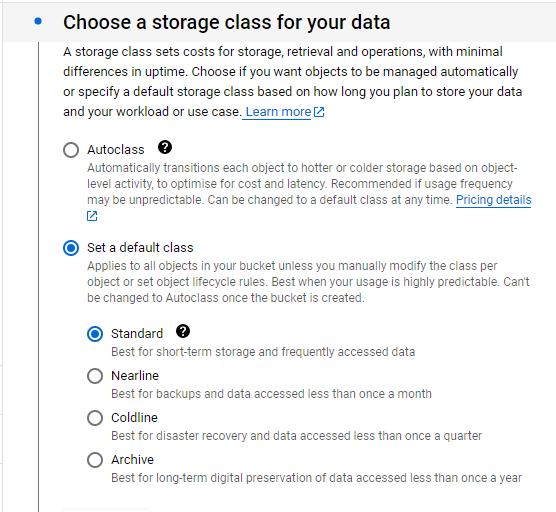 Choose a storage class for your data
A storage class sets costs for storage, retrieval and operations, with minimal
differences in uptime. Choose if you want objects to be managed automatically
or specify a default storage class based on how long you plan to store your data
and your workload or use case. Learn more
Autoclass ?
Automatically transitions each object to hotter or colder storage based on object-
level activity, to optimise for cost and latency. Recommended if usage frequency
may be unpredictable. Can be changed to a default class at any time. Pricing details
Set a default class
Applies to all objects in your bucket unless you manually modify the class per
object or set object lifecycle rules. Best when your usage is highly predictable. Can't
be changed to Autoclass once the bucket is created.
Standard ?
Best for short-term storage and frequently accessed data
Nearline
Best for backups and data accessed less than once a month
Coldline
Best for disaster recovery and data accessed less than once a quarter
Archive
Best for long-term digital preservation of data accessed less than once a year